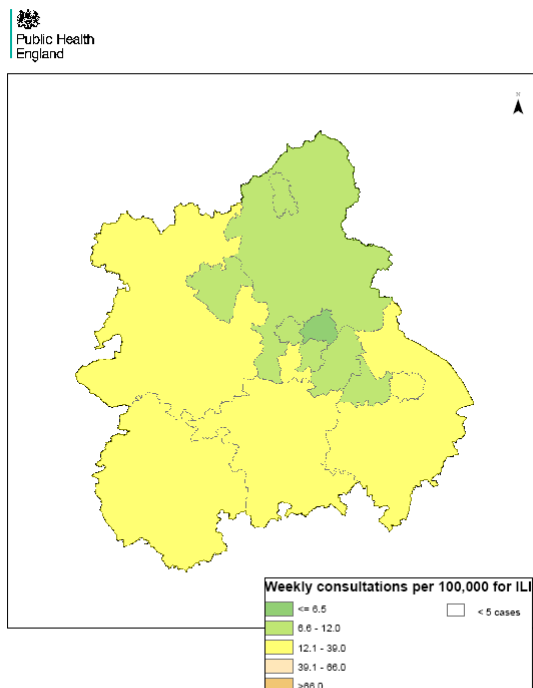 Public Health
England
N
Weekly consultations per 100,000 for ILI
<= 6.5
< 5 cases
6.6 - 12.0
12.1 - 39.0
39.1 - 66.0
>66.0